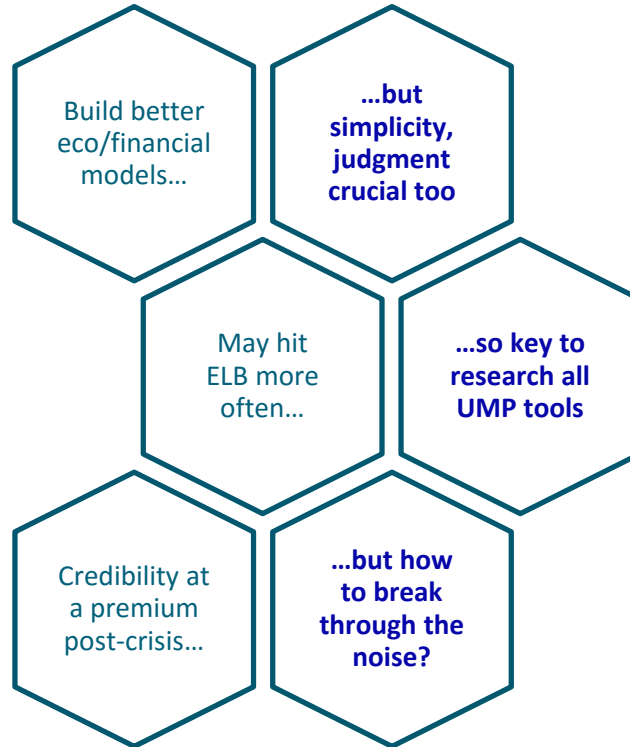 Build better
eco/financial
models…
…but
simplicity,
judgment
crucial too
May hit
ELB more
often…
…so key to
research all
UMP tools
Credibility at
a premium
post-crisis…
…but how
to break
through the
noise?